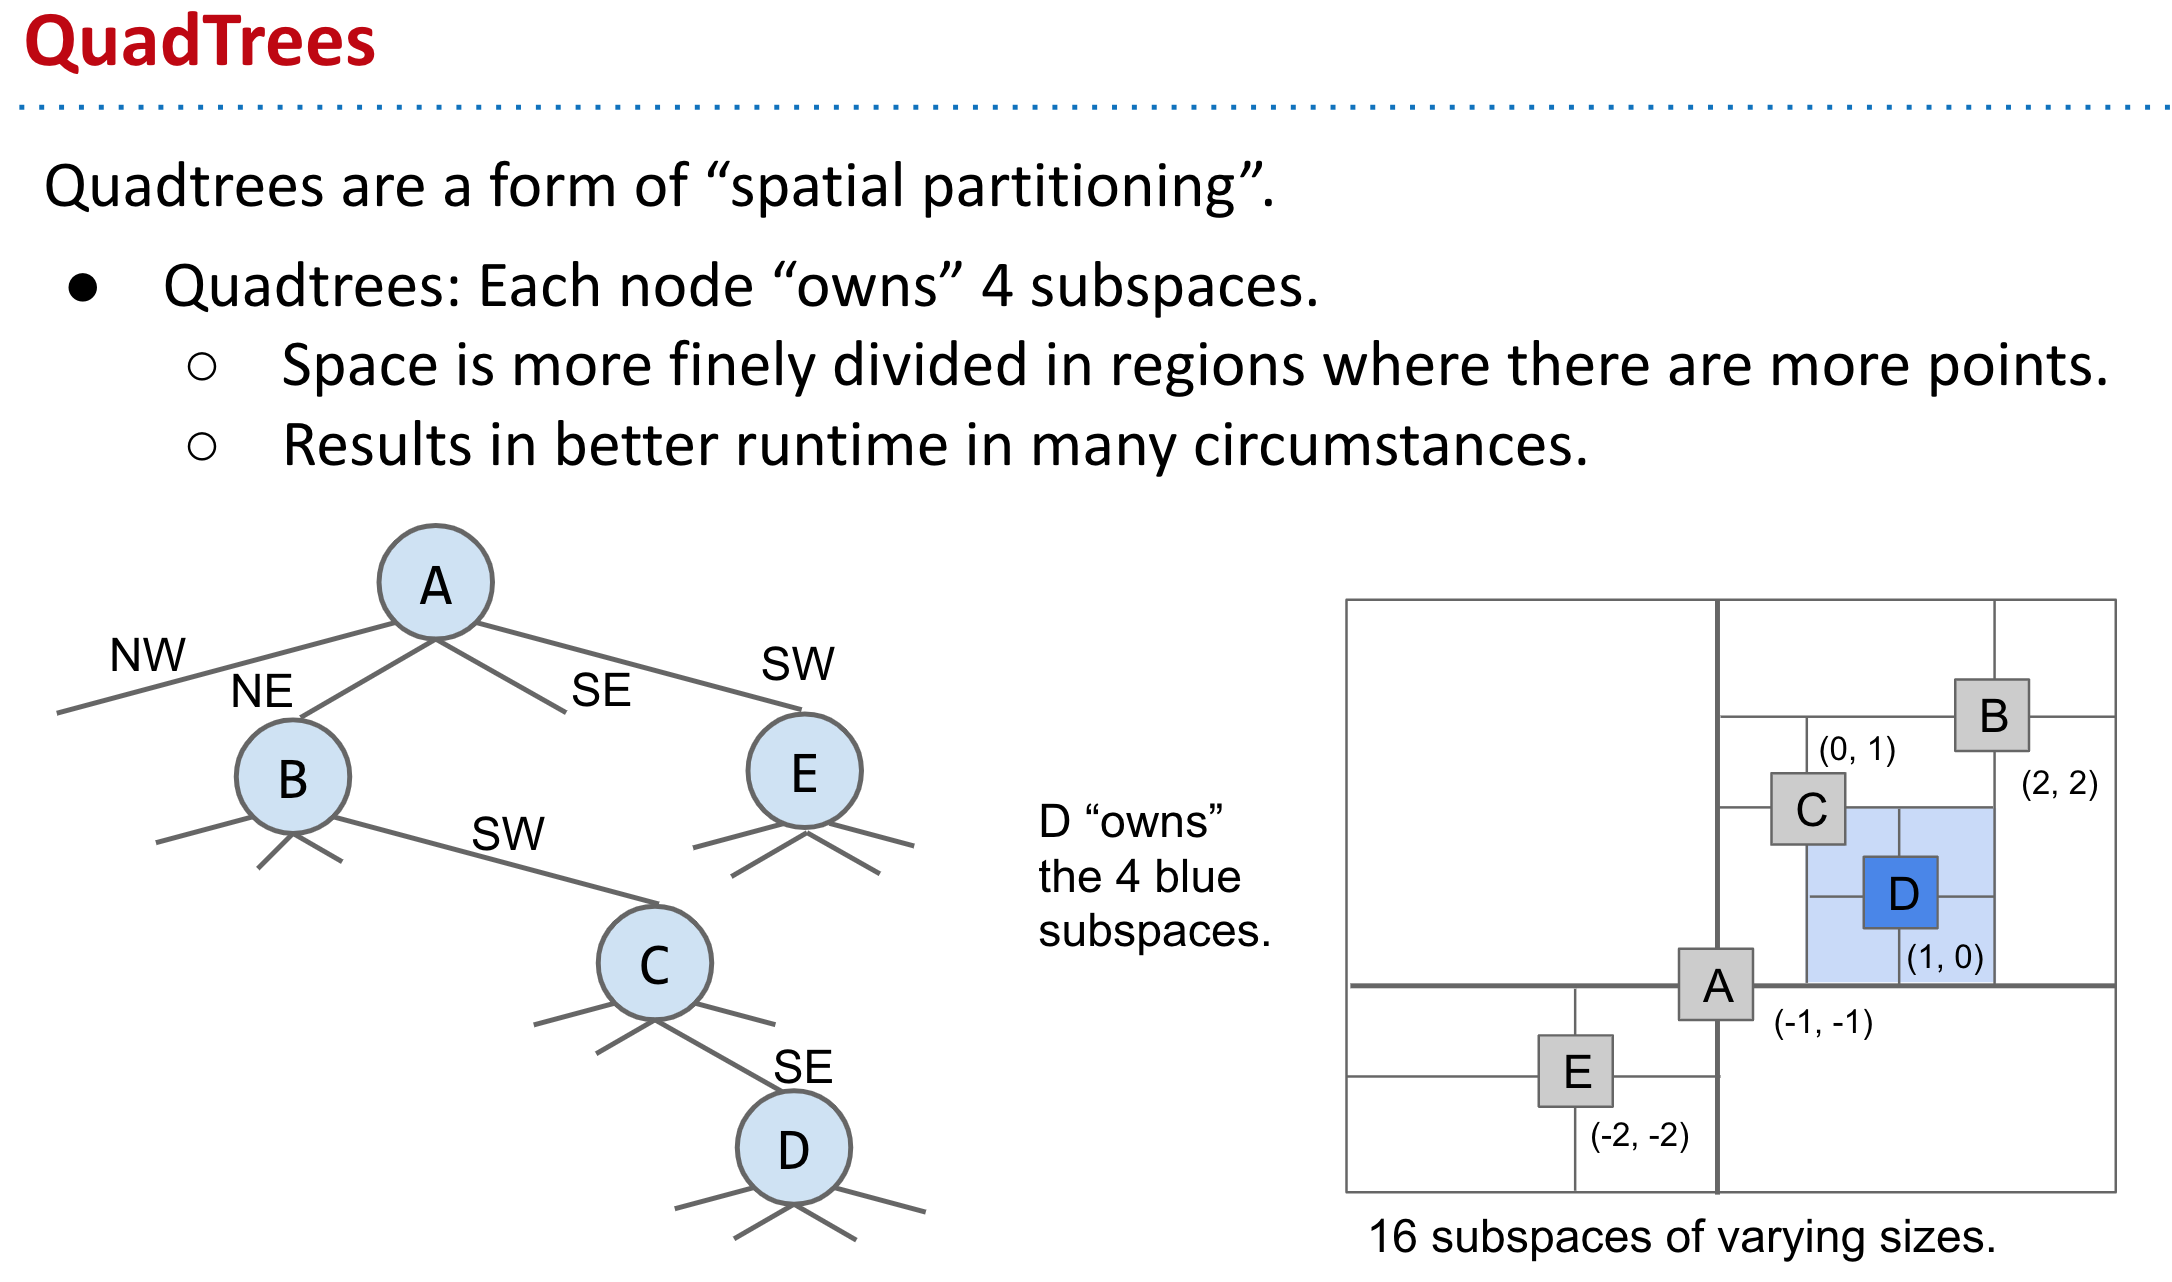 QuadTrees
Quadtrees are a form of “spatial partitioning”.
● Quadtrees: Each node “owns” 4 subspaces.
○ Space is more finely divided in regions where there are more points.
○ Results in better runtime in many circumstances.
A
NW
NE
SE
SW
B
E
SW
C
SE
D
D “owns”
the 4 blue
subspaces.
B
(0, 1)
(2, 2)
C
D
(1, 0)
A
(-1, -1)
E
(-2, -2)
16 subspaces of varying sizes.